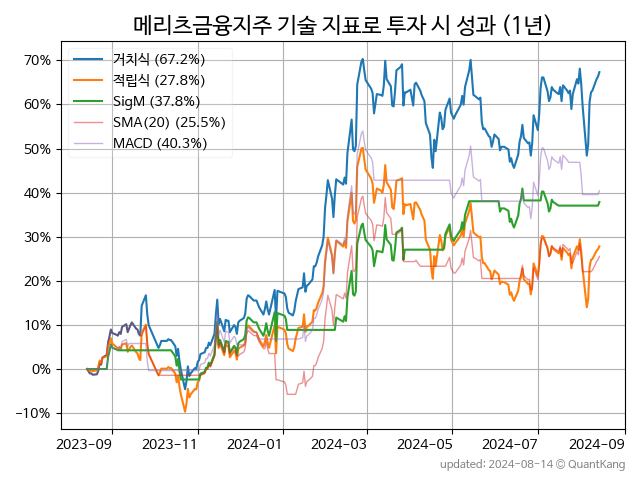 메리츠금융지주 기술 지표로 투자 시 성과 (1년)
70%
60%
50%
40%
30%
20%
10%
0%
−10%
거치식 (67.2%)
적립식 (27.8%)
SigM (37.8%)
SMA(20) (25.5%)
MACD (40.3%)
2023-09 2023-11 2024-01 2024-03 2024-05 2024-07 2024-09
updated: 2024-08-14 © QuantKang